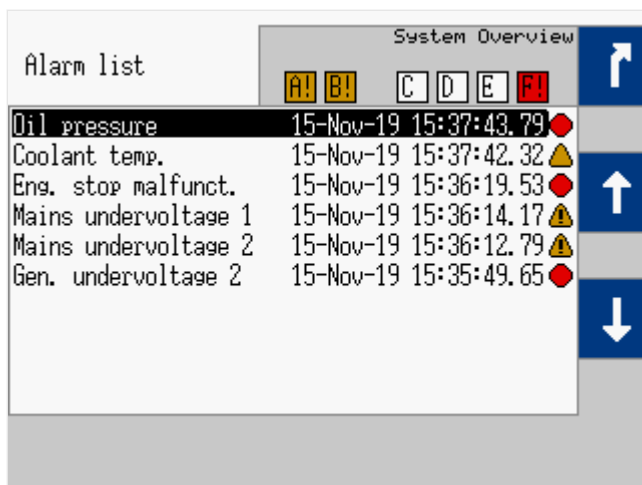 System Overview
Alarm list
A! B! C D E F!
Oil pressure 15-Nov-19 15:37:43.79
Coolant temp. 15-Nov-19 15:37:42.32
Eng. stop malfunct. 15-Nov-19 15:36:19.53
Mains undervoltage 1 15-Nov-19 15:36:14.17
Mains undervoltage 2 15-Nov-19 15:36:12.79
Gen. undervoltage 2 15-Nov-19 15:35:49.65